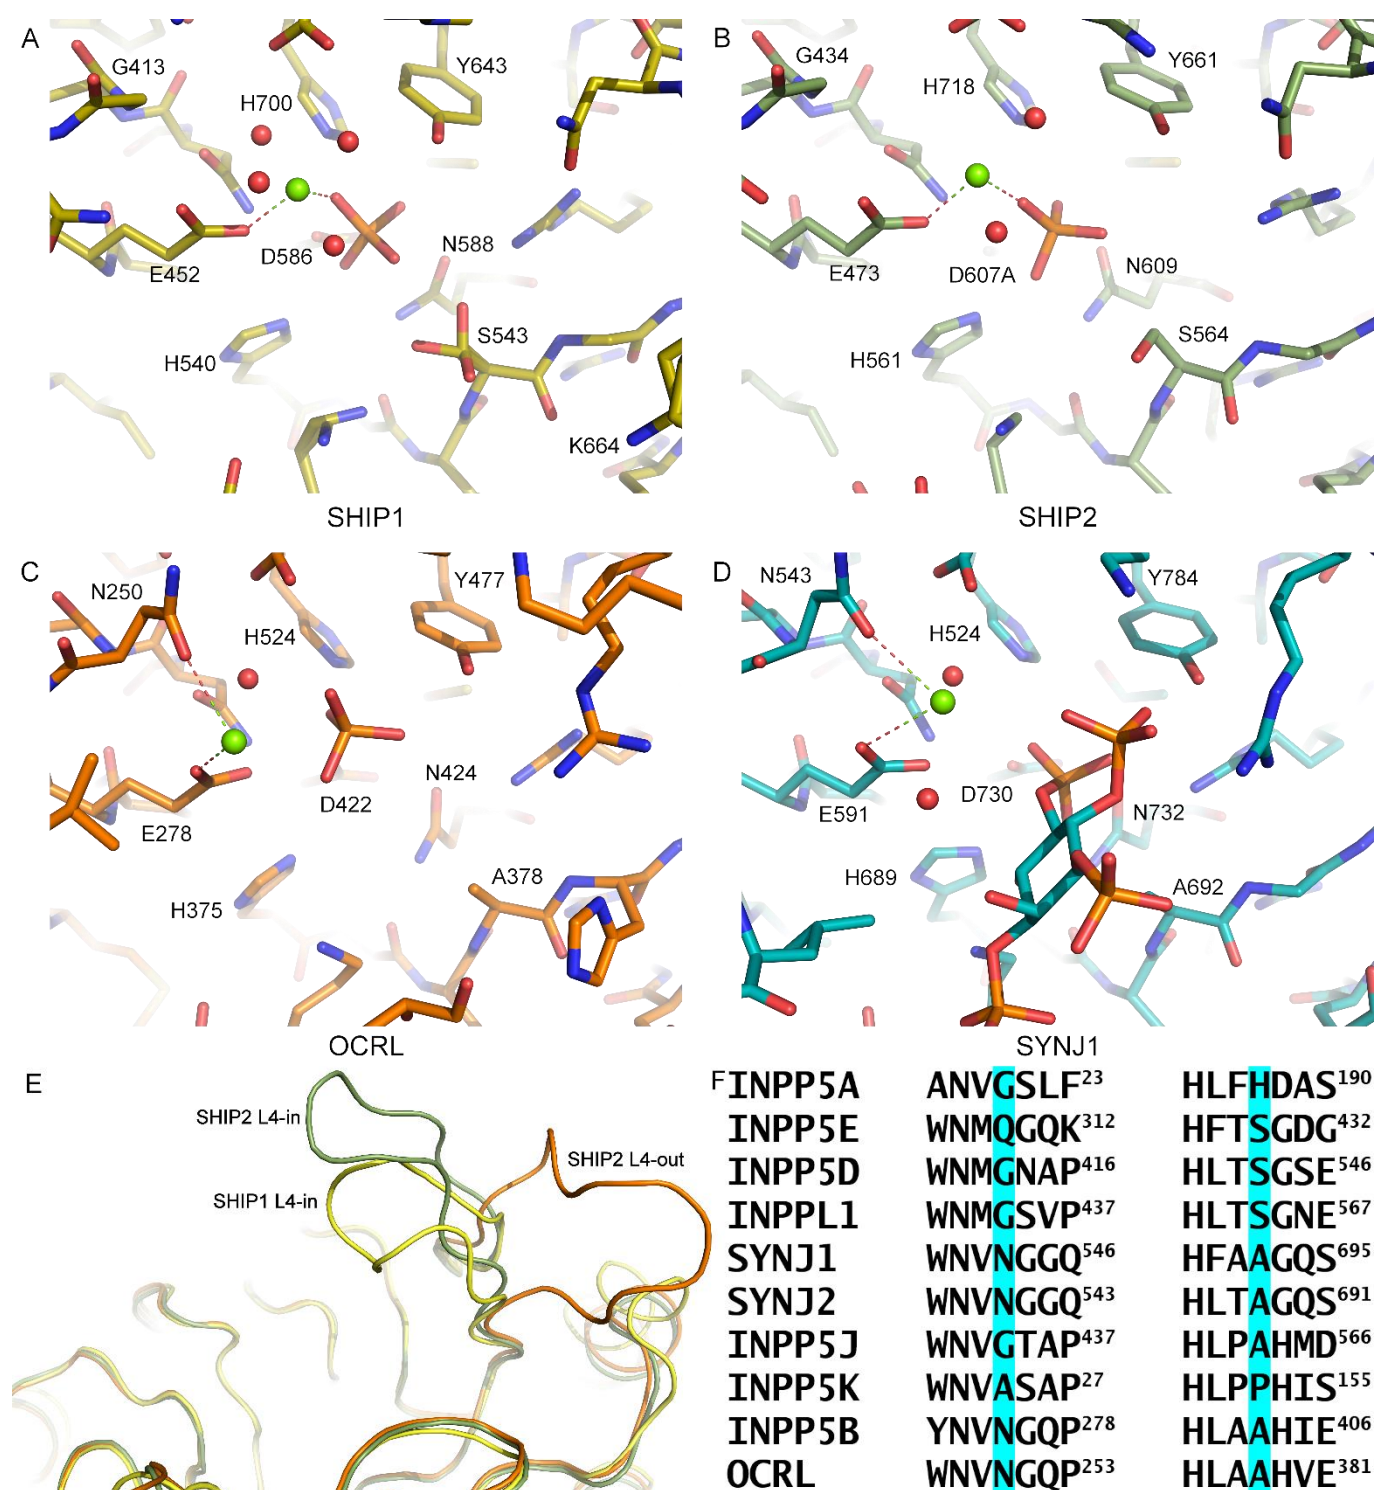 A
G413
H700
Y643
E452
D586
N588
S543
H540
K664
SHIP1
B
G434
H718
Y661
E473
D607A
N609
S564
H561
SHIP2
C
N250
H524
Y477
E278
D422
N424
H375
A378
OCRL
D
N543
H524
Y784
E591
D730
N732
H689
A692
SYNJ1
E
SHIP2 L4-in
SHIP1 L4-in
SHIP2 L4-out
F
INPP5A ANVGSLF23 HLFHDAS190
INPP5E WNMQGQK312 HFTSGDG432
INPP5D WNMGNAP416 HLTSGSE546
INPPL1 WNMGSVP437 HLTSGNE567
SYNJ1 WNVNGGQ546 HFAAGQS695
SYNJ2 WNVNGGQ543 HLTAGQS691
INPP5J WNVGTAP437 HLPAHMD566
INPP5K WNVASAP27 HLPPHIS155
INPP5B YNVNGQP278 HLAAHIE406
OCRL WNVNGQP253 HLAAHVE381